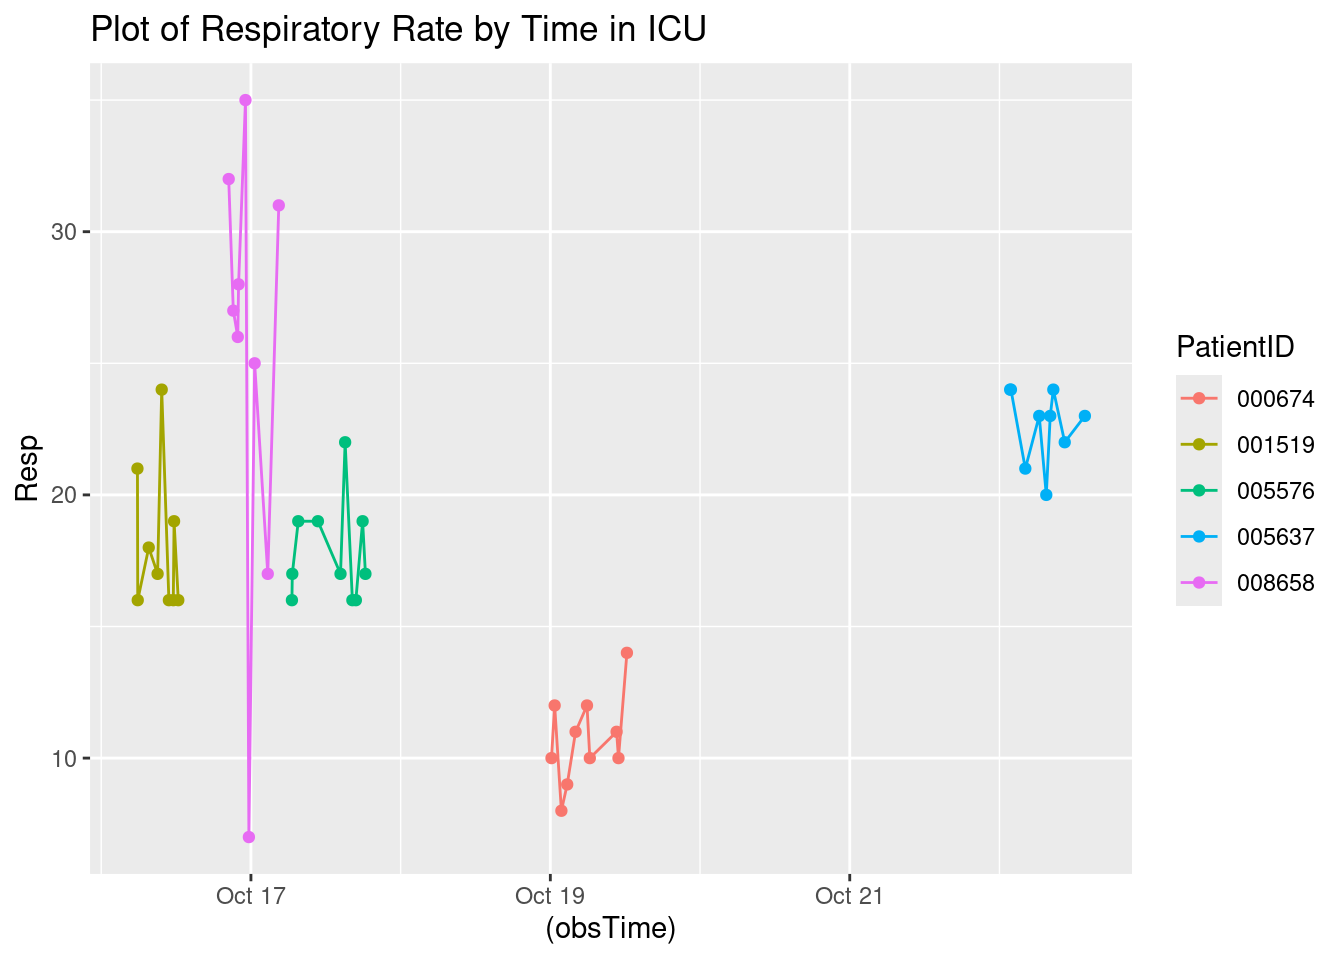 Plot of Respiratory Rate by Time in ICU
Resp
30
20
10
Oct 17
Oct 19
Oct 21
(obsTime)
PatientID
000674
001519
005576
005637
008658